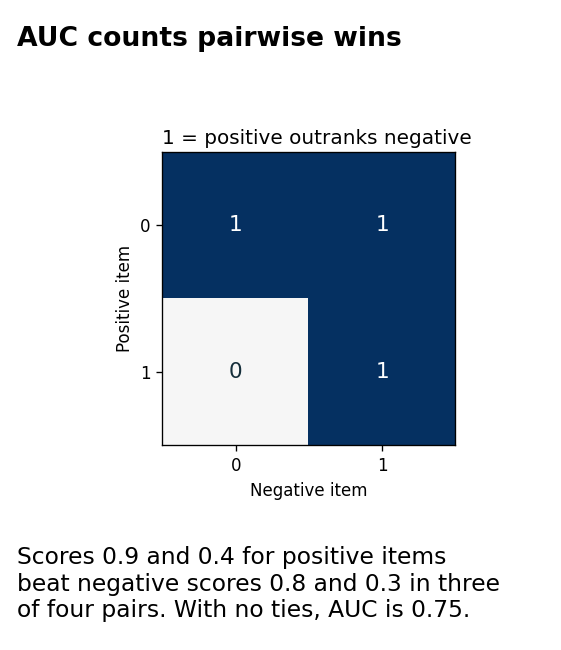 AUC counts pairwise wins
1 = positive outranks negative
0
1
1
Positive item
1
0
1
0
1
Negative item
Scores 0.9 and 0.4 for positive items
beat negative scores 0.8 and 0.3 in three
of four pairs. With no ties, AUC is 0.75.